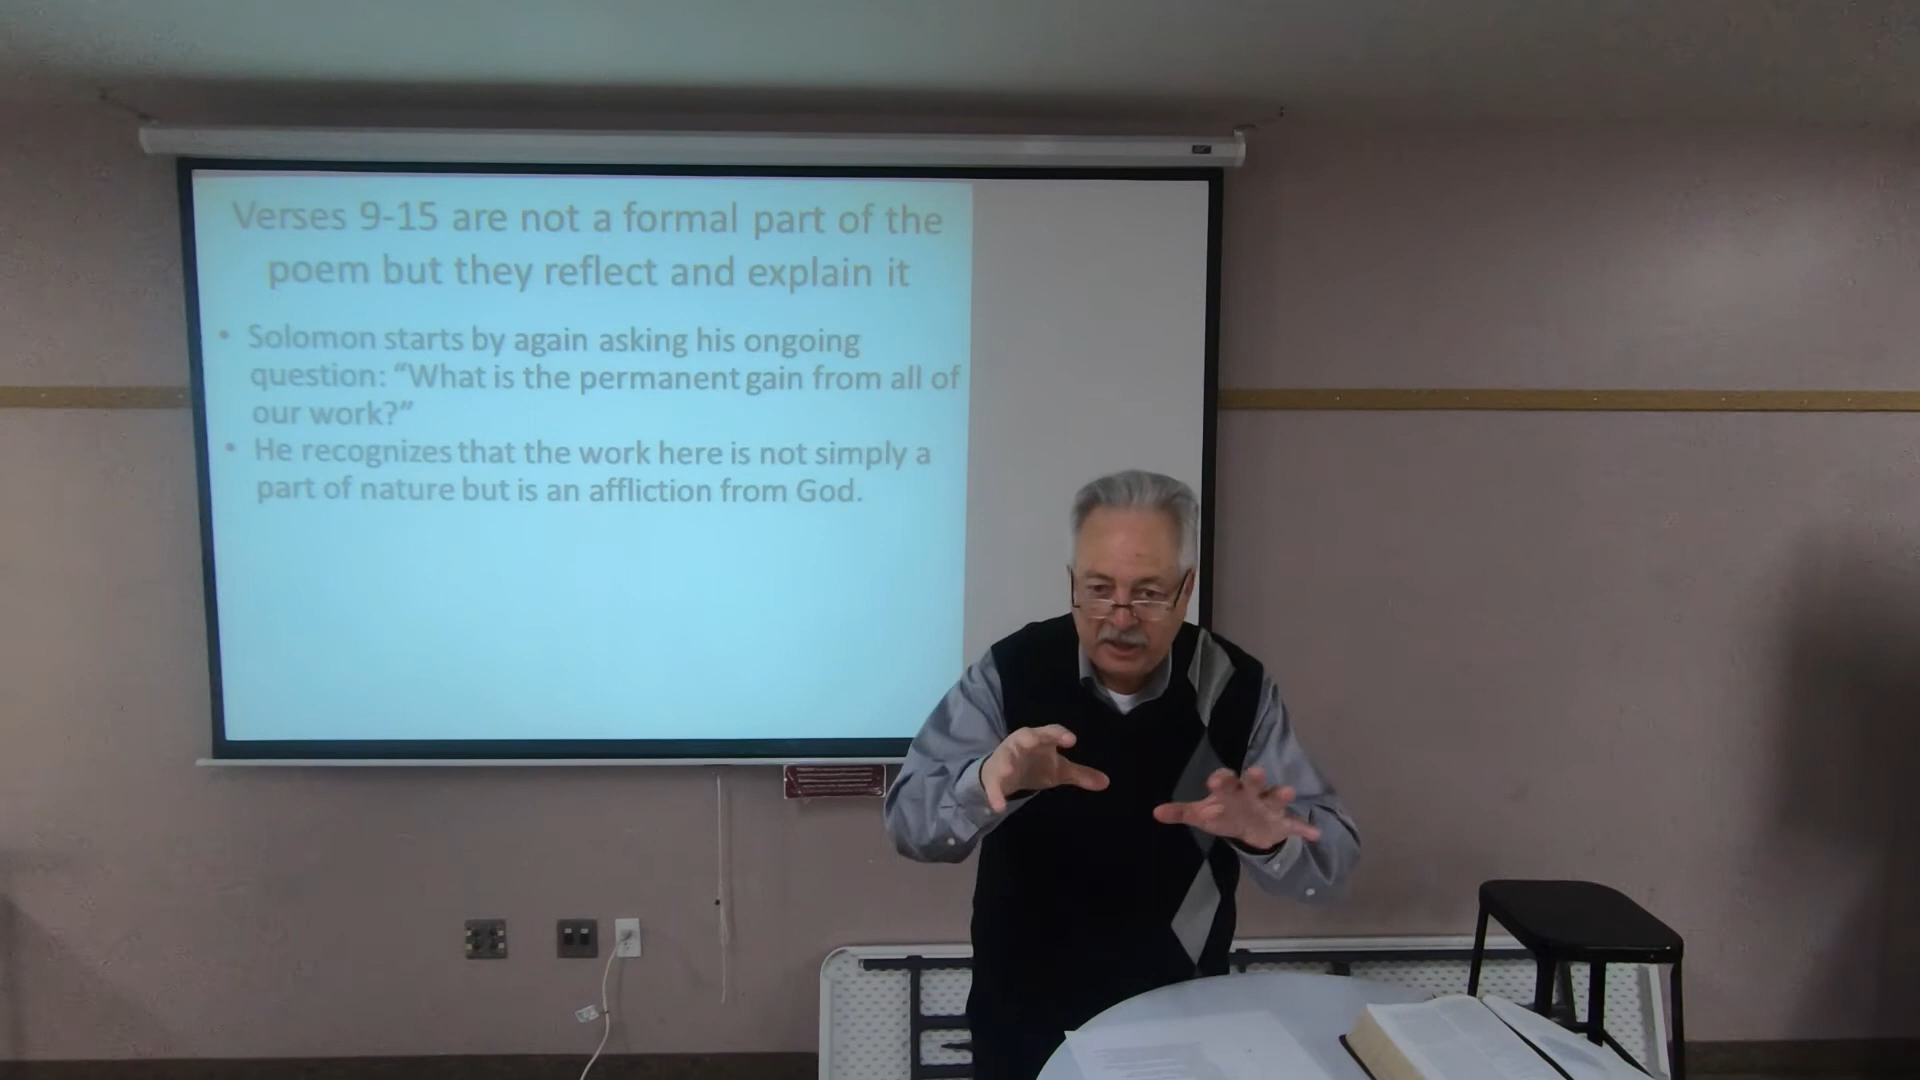 Verses 9-15 are not a formal part of the
poem but they reflect and explain it
• Solomon starts by again asking his ongoing
question: “What is the permanent gain from all of
our work?”
• He recognizes that the work here is not simply a
part of nature but is an affliction from God.